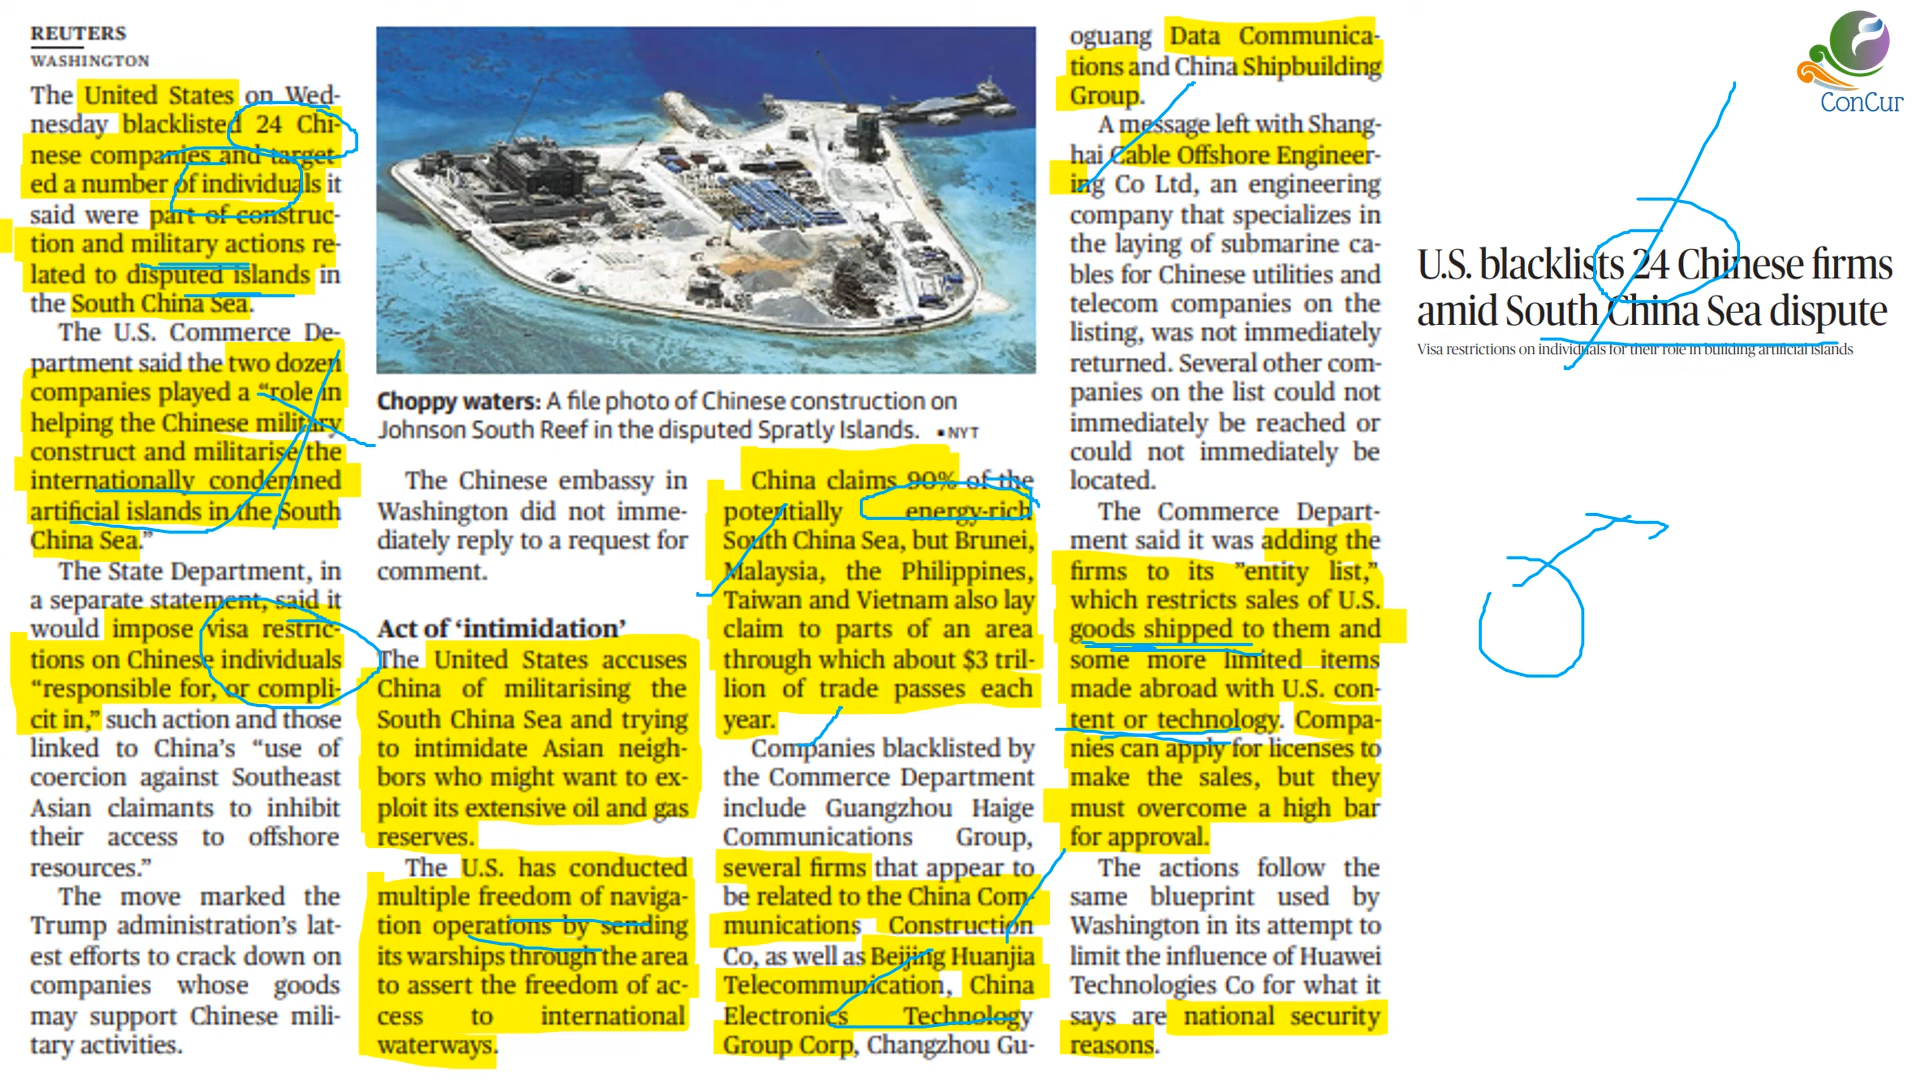 REUTERS
WASHINGTON
The United States on Wed-
nesday blacklisted 24 Chi-
nese companies and target-
ed a number of individuals it
said were part of construc-
tion and military actions re-
lated to disputed islands in
the South China Sea.
The U.S. Commerce De-
partment said the two dozen
companies played a “role in
helping the Chinese military
construct and militarise the
internationally condemned
artificial islands in the South
China Sea.”
The State Department, in
a separate statement, said it
would impose visa restric-
tions on Chinese individuals
“responsible for, or compli-
cit in,” such action and those
linked to China’s “use of
coercion against Southeast
Asian claimants to inhibit
their access to offshore
resources.”
The move marked the
Trump administration’s lat-
est efforts to crack down on
companies whose goods
may support Chinese mili-
tary activities.
Choppy waters: A file photo of Chinese construction on
Johnson South Reef in the disputed Spratly Islands. • NYT
The Chinese embassy in
Washington did not imme-
diately reply to a request for
comment.
Act of ‘intimidation’
The United States accuses
China of militarising the
South China Sea and trying
to intimidate Asian neigh-
bors who might want to ex-
ploit its extensive oil and gas
reserves.
The U.S. has conducted
multiple freedom of naviga-
tion operations by sending
its warships through the area
to assert the freedom of ac-
cess to international
waterways.
China claims 90% of the
potentially energy-rich
South China Sea, but Brunei,
Malaysia, the Philippines,
Taiwan and Vietnam also lay
claim to parts of an area
through which about $3 tril-
lion of trade passes each
year.
Companies blacklisted by
the Commerce Department
include Guangzhou Haige
Communications Group,
several firms that appear to
be related to the China Com-
munications Construction
Co, as well as Beijing Huanjia
Telecommunication, China
Electronics Technology
Group Corp, Changzhou Gu-
oguang Data Communica-
tions and China Shipbuilding
Group.
A message left with Shang-
hai Cable Offshore Engineer-
ing Co Ltd, an engineering
company that specializes in
the laying of submarine ca-
bles for Chinese utilities and
telecom companies on the
listing, was not immediately
returned. Several other com-
panies on the list could not
immediately be reached or
could not immediately be
located.
The Commerce Depart-
ment said it was adding the
firms to its ”entity list,”
which restricts sales of U.S.
goods shipped to them and
some more limited items
made abroad with U.S. con-
tent or technology. Compa-
nies can apply for licenses to
make the sales, but they
must overcome a high bar
for approval.
The actions follow the
same blueprint used by
Washington in its attempt to
limit the influence of Huawei
Technologies Co for what it
says are national security
reasons.
ConCur
U.S. blacklists 24 Chinese firms
amid South China Sea dispute
Visa restrictions on individuals for their role in building artificial islands